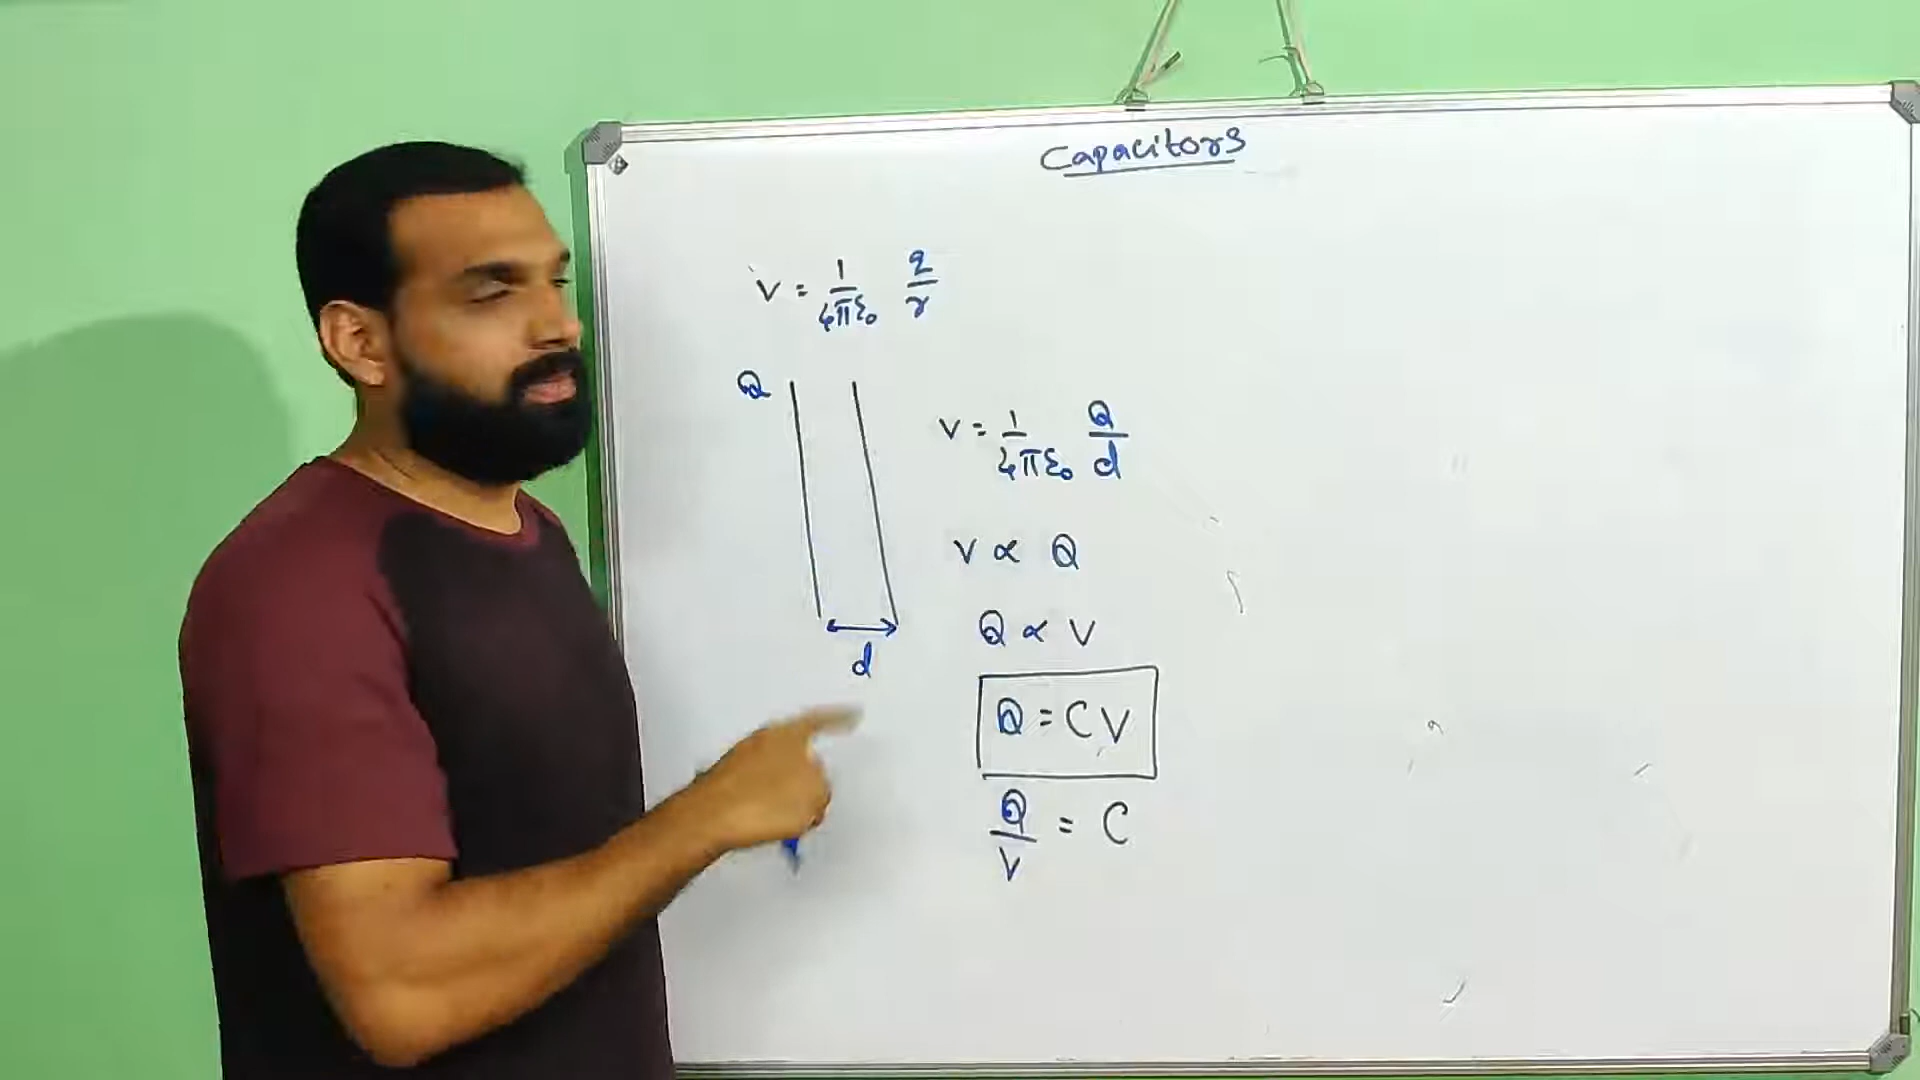 Capacitors
V = 1/4πε₀ q/r
Q
V = 1/4πε₀ Q/d
V ∝ Q
Q ∝ V
d
Q = CV
Q/V = C